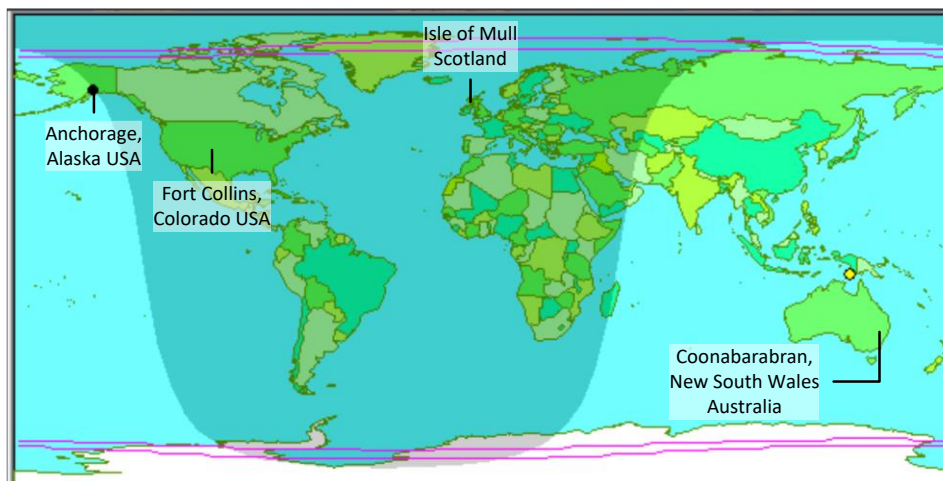 Isle of Mull
Scotland
Anchorage,
Alaska USA
Fort Collins,
Colorado USA
Coonabarabran,
New South Wales
Australia